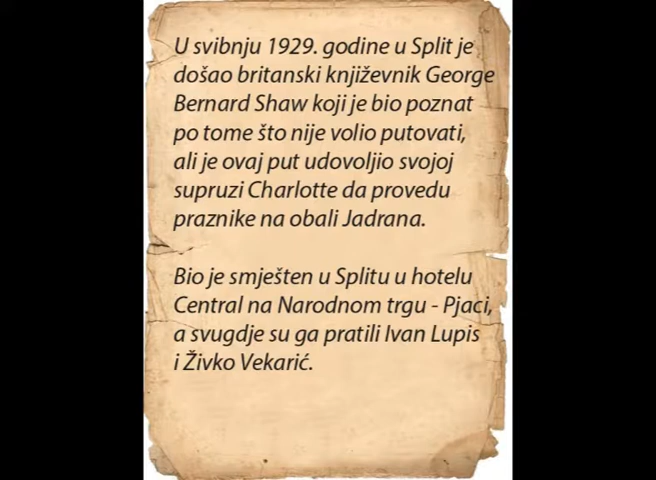 U svibnju 1929. godine u Split je
došao britanski književnik George
Bernard Shaw koji je bio poznat
po tome što nije volio putovati,
ali je ovaj put udovoljio svojoj
supruzi Charlotte da provedu
praznike na obali Jadrana.
Bio je smješten u Splitu u hotelu
Central na Narodnom trgu - Pjaci,
a svugdje su ga pratili Ivan Lupis
i Živko Vekarić.